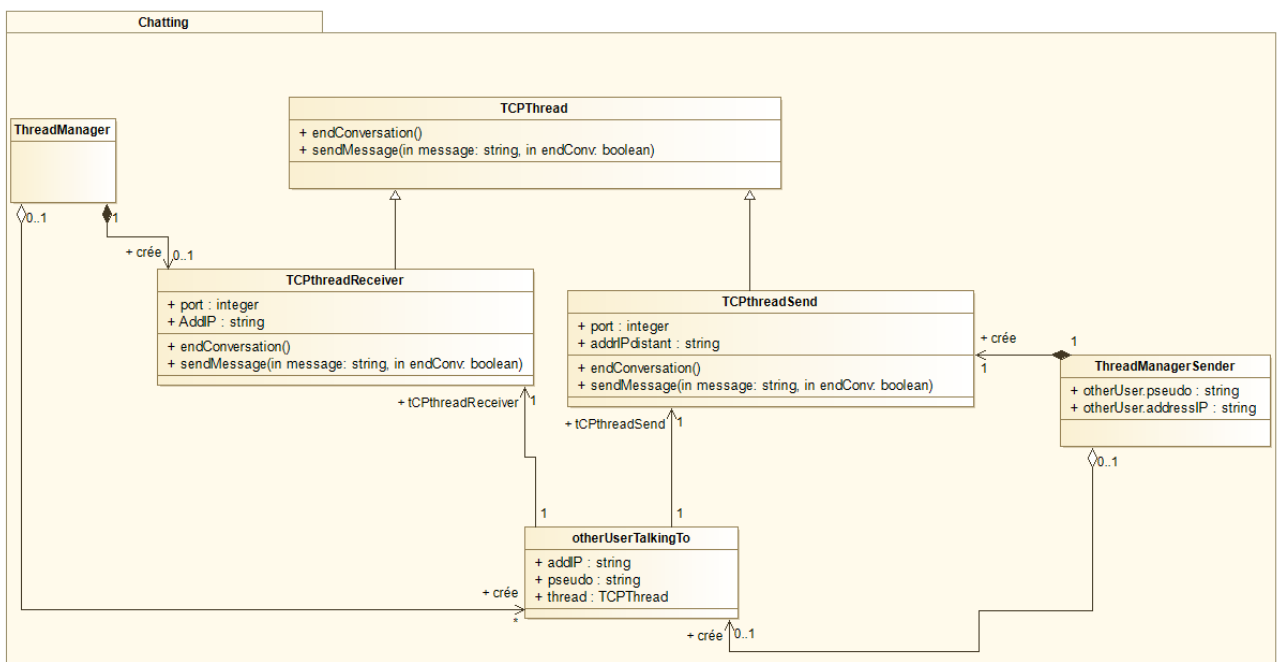 Chatting
TCPThread
+ endConversation()
+ sendMessage(in message: string, in endConv: boolean)
ThreadManager
0..1
1
+ crée
0..1
TCPthreadReceiver
+ port : integer
+ AddIP : string
+ endConversation()
+ sendMessage(in message: string, in endConv: boolean)
TCPthreadSend
+ port : integer
+ addrIPdistant : string
+ endConversation()
+ sendMessage(in message: string, in endConv: boolean)
+ crée
1
1
ThreadManagerSender
+ otherUser.pseudo : string
+ otherUser.addressIP : string
0..1
+ tCPthreadReceiver
1
+ tCPthreadSend
1
1
1
otherUserTalkingTo
+ addIP : string
+ pseudo : string
+ thread : TCPThread
+ crée
*
+ crée
0..1